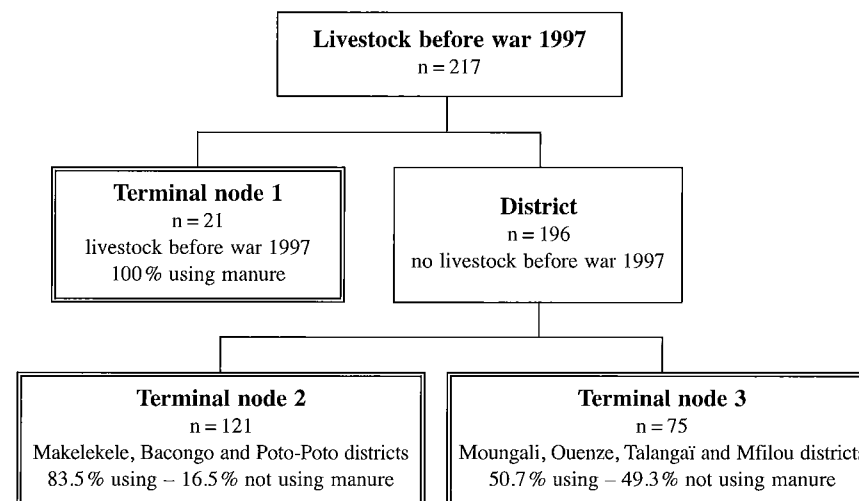 Livestock before war 1997
n = 217
Terminal node 1
n = 21
livestock before war 1997
100 % using manure
District
n = 196
no livestock before war 1997
Terminal node 2
n = 121
Makelekele, Bacongo and Poto-Poto districts
83.5 % using – 16.5 % not using manure
Terminal node 3
n = 75
Moungali, Ouenze, Talangaï and Mfilou districts
50.7 % using – 49.3 % not using manure